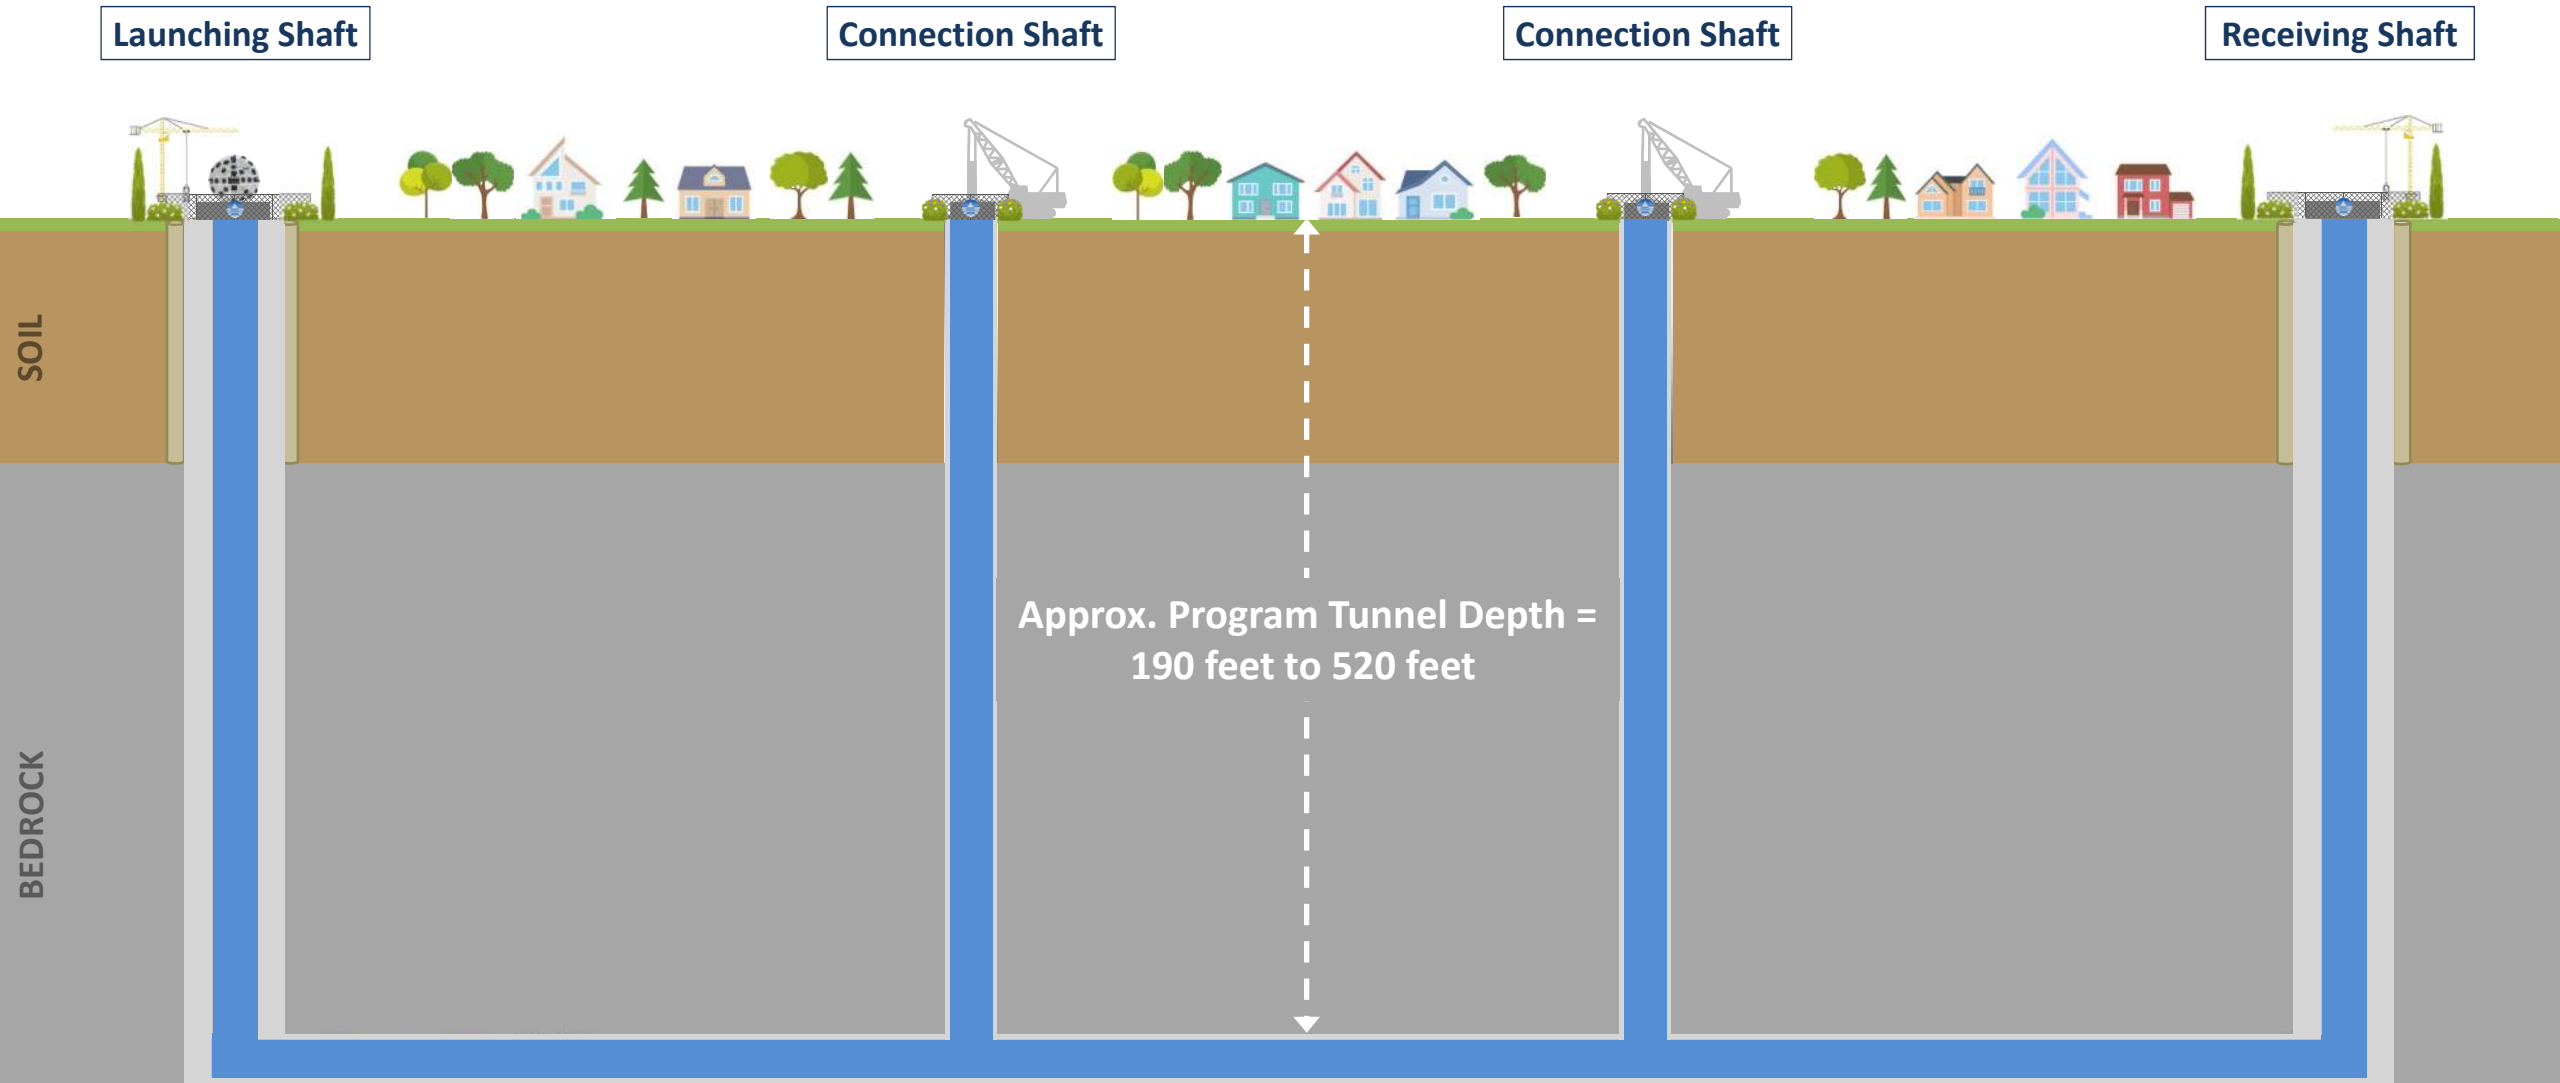 Launching Shaft
Connection Shaft
Connection Shaft
Receiving Shaft
SOIL
Approx. Program Tunnel Depth =
190 feet to 520 feet
BEDROCK